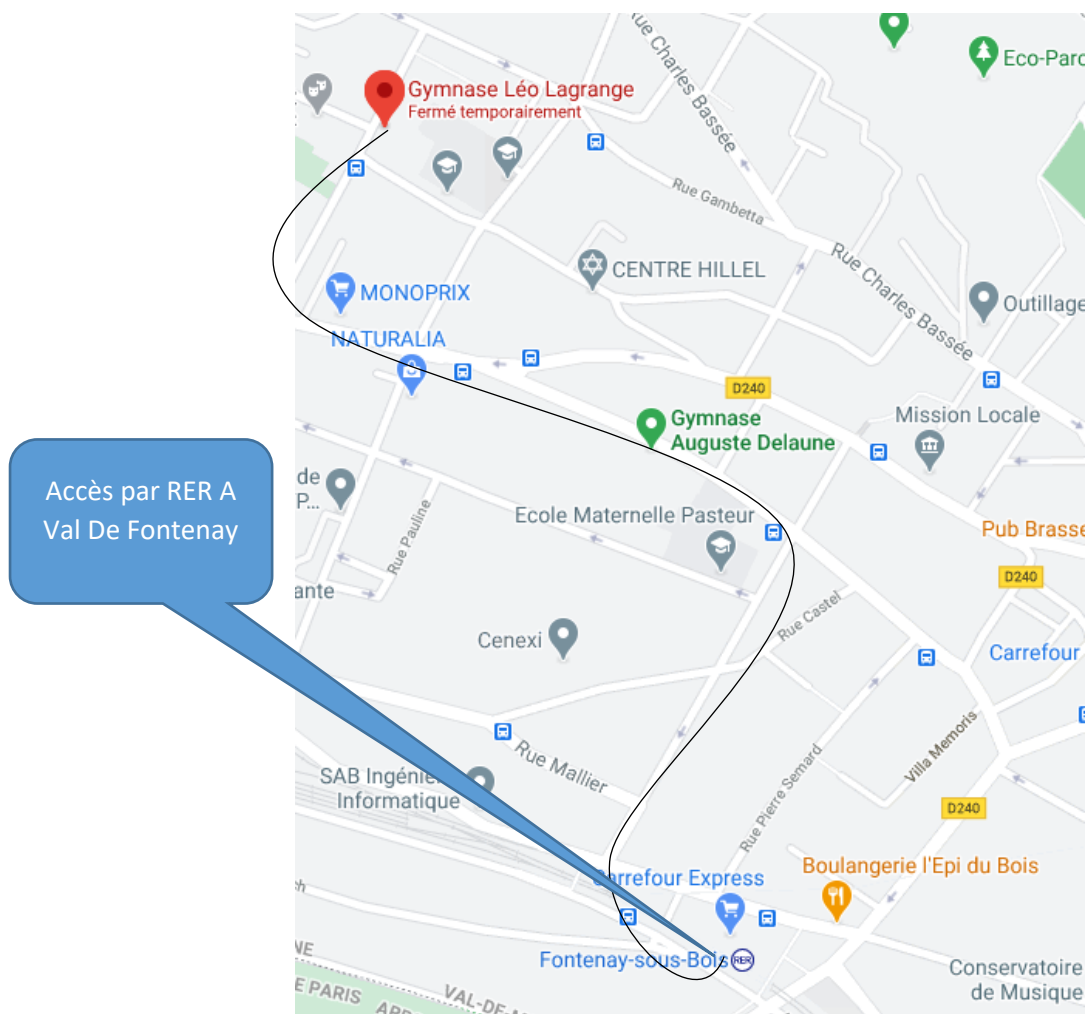 Rue Charles Bassée
Eco-Parc
Gymnase Léo Lagrange
Fermé temporairement
Rue Gambetta
CENTRE HILLEL
Rue Charles Bassée
MONOPRIX
Outillage
NATURALIA
D240
Gymnase
Auguste Delaune
Mission Locale
Accès par RER A
Val De Fontenay
de
P...
Rue Pauline
Ecole Maternelle Pasteur
Pub Brasse
D240
ante
Rue Castel
Cenexi
Carrefour
Rue Mallier
Villa Memoris
SAB Ingénie
Informatique
Rue Pierre Semard
D240
Boulangerie l'Epi du Bois
Carrefour Express
Fontenay-sous-Bois
RER
Conservatoire
de Musique
NE
E PARIS
VAL-DE-M